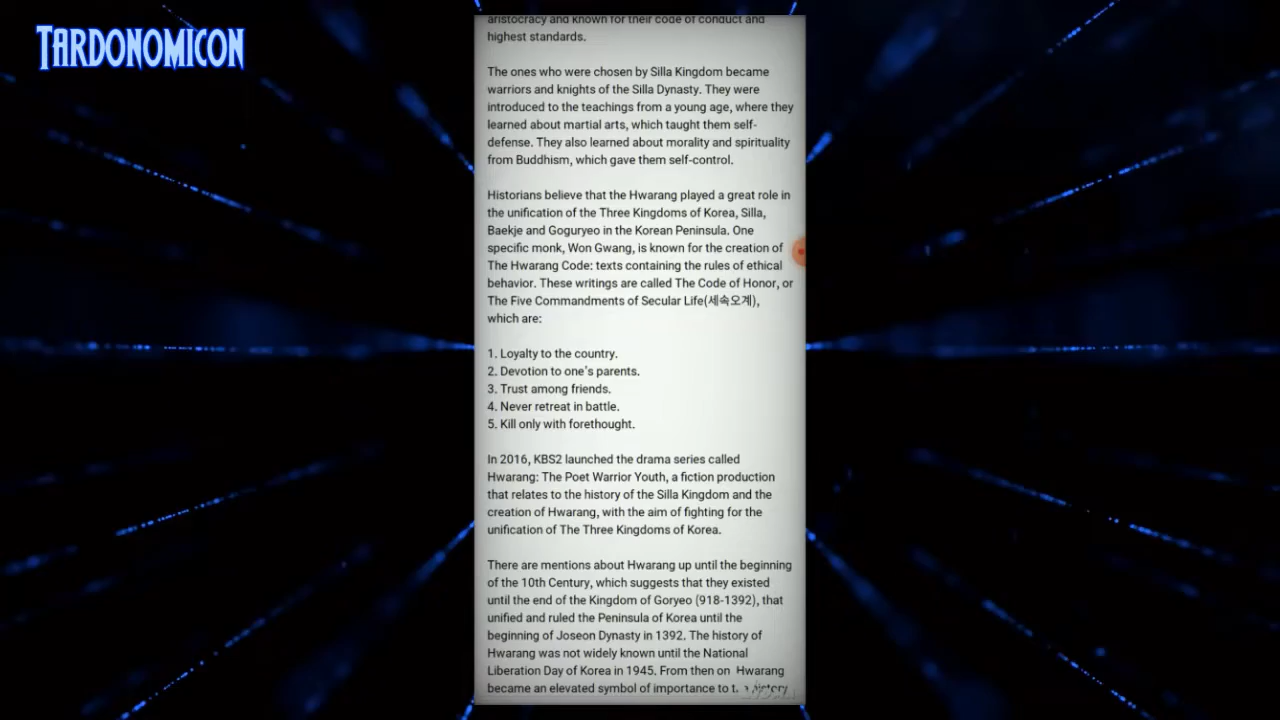 TARDONOMICON
aristocracy and known for their code of conduct and
highest standards.
The ones who were chosen by Silla Kingdom became
warriors and knights of the Silla Dynasty. They were
introduced to the teachings from a young age, where they
learned about martial arts, which taught them self-
defense. They also learned about morality and spirituality
from Buddhism, which gave them self-control.
Historians believe that the Hwarang played a great role in
the unification of the Three Kingdoms of Korea, Silla,
Baekje and Goguryeo in the Korean Peninsula. One
specific monk, Won Gwang, is known for the creation of
The Hwarang Code: texts containing the rules of ethical
behavior. These writings are called The Code of Honor, or
The Five Commandments of Secular Life(세속오계),
which are:
1. Loyalty to the country.
2. Devotion to one's parents.
3. Trust among friends.
4. Never retreat in battle.
5. Kill only with forethought.
In 2016, KBS2 launched the drama series called
Hwarang: The Poet Warrior Youth, a fiction production
that relates to the history of the Silla Kingdom and the
creation of Hwarang, with the aim of fighting for the
unification of The Three Kingdoms of Korea.
There are mentions about Hwarang up until the beginning
of the 10th Century, which suggests that they existed
until the end of the Kingdom of Goryeo (918-1392), that
unified and ruled the Peninsula of Korea until the
beginning of Joseon Dynasty in 1392. The history of
Hwarang was not widely known until the National
Liberation Day of Korea in 1945. From then on Hwarang
became an elevated symbol of importance to